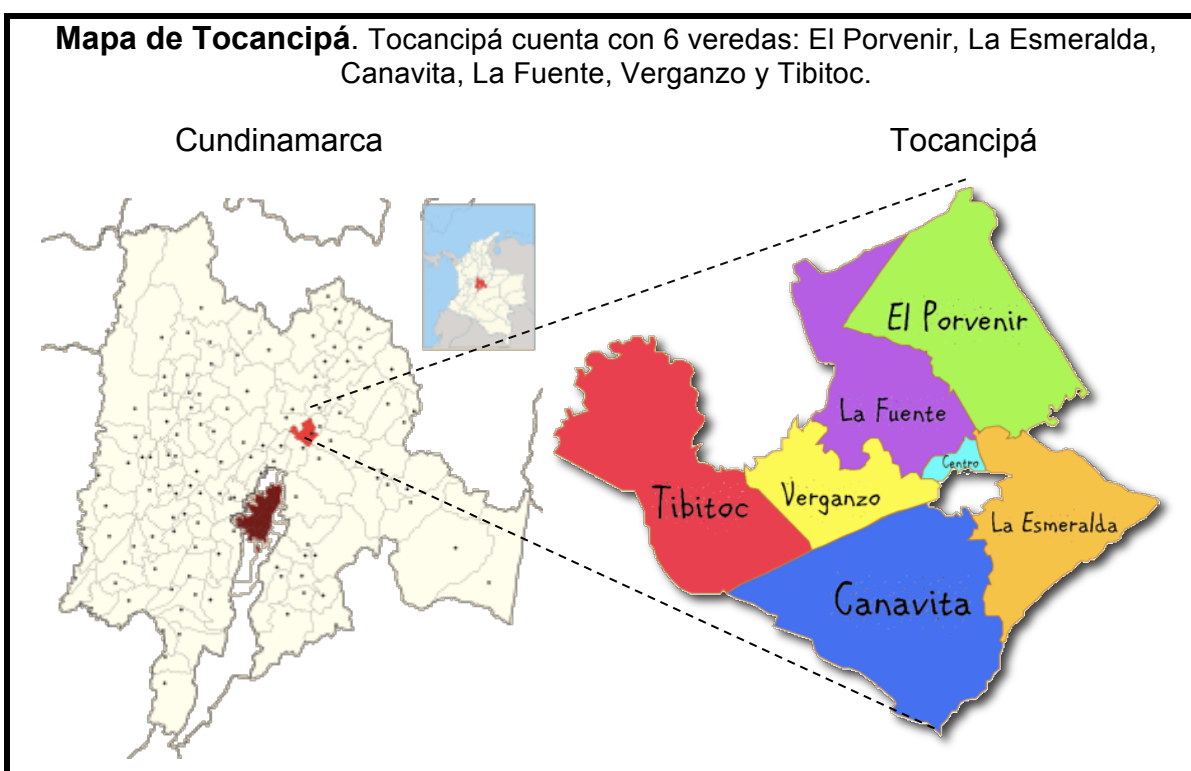 Mapa de Tocancipá. Tocancipá cuenta con 6 veredas: El Porvenir, La Esmeralda,
Canavita, La Fuente, Verganzo y Tibitoc.
Cundinamarca
Tocancipá
El Porvenir
La Fuente
Centro
Tibitoc
Verganzo
La Esmeralda
Canavita